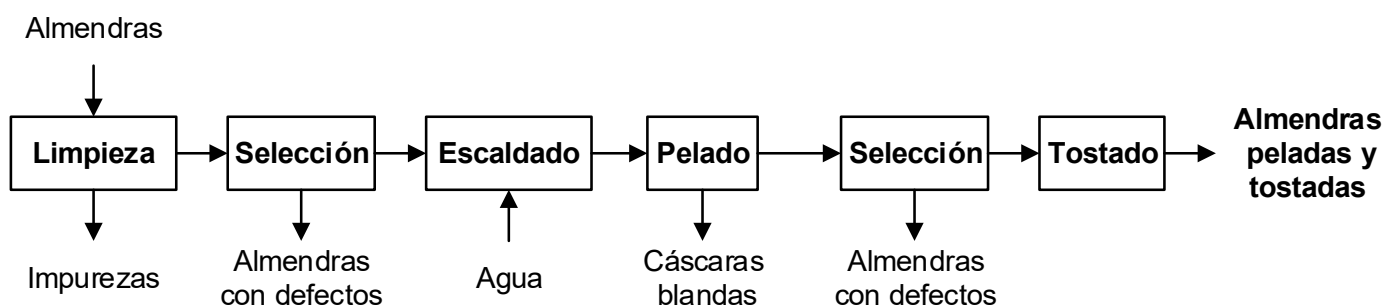 Almendras
Limpieza
Selección
Escaldado
Pelado
Selección
Tostado
Almendras
peladas y
tostadas
Impurezas
Almendras
con defectos
Agua
Cáscaras
blandas
Almendras
con defectos